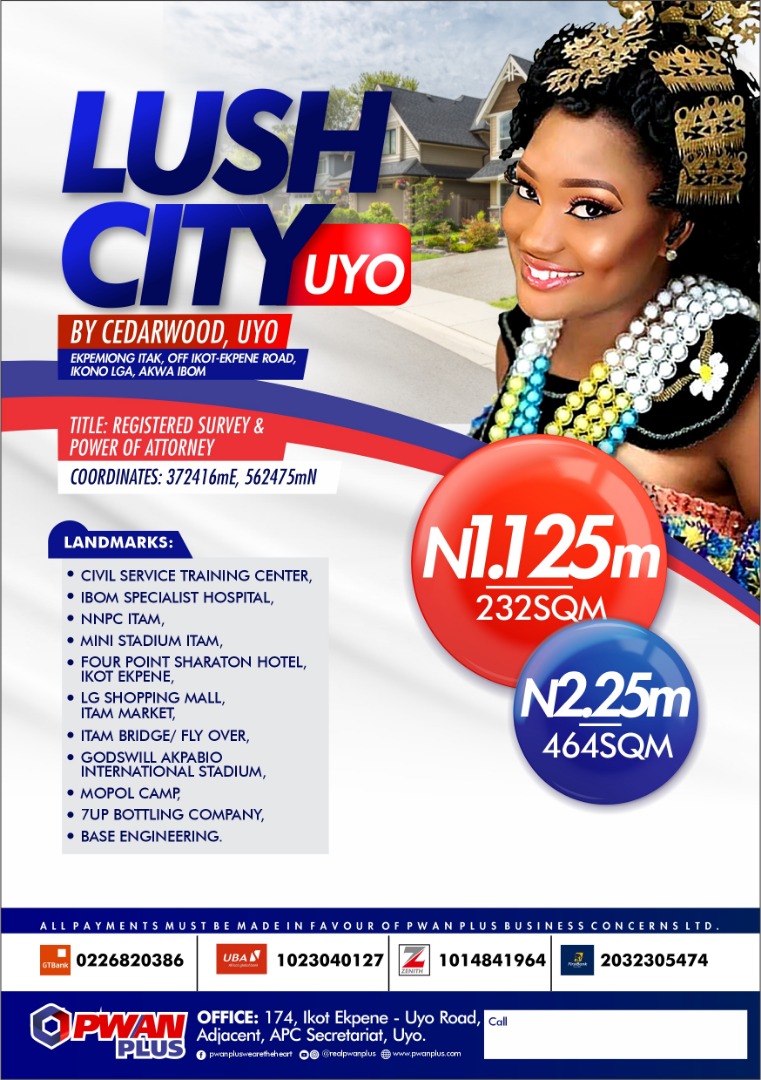 LUSH
CITY
UYO
BY CEDARWOOD, UYO
EKPEMIONG ITAK, OFF IKOT-EKPENE ROAD,
IKONO LGA, AKWA IBOM
TITLE: REGISTERED SURVEY &
POWER OF ATTORNEY
COORDINATES: 372416mE, 562475mN
LANDMARKS:
• CIVIL SERVICE TRAINING CENTER,
• IBOM SPECIALIST HOSPITAL,
• NNPC ITAM,
• MINI STADIUM ITAM,
• FOUR POINT SHARATON HOTEL,
IKOT EKPENE,
• LG SHOPPING MALL,
ITAM MARKET,
• ITAM BRIDGE/ FLY OVER,
• GODSWILL AKPABIO
INTERNATIONAL STADIUM,
• MOPOL CAMP,
• 7UP BOTTLING COMPANY,
• BASE ENGINEERING.
N1.125m
232SQM
N2.25m
464SQM
ALL PAYMENTS MUST BE MADE IN FAVOUR OF PWAN PLUS BUSINESS CONCERNS LTD.
GTBank 0226820386
UBA 1023040127
ZENITH 1014841964
FirstBank 2032305474
PWAN
PLUS
OFFICE: 174, Ikot Ekpene - Uyo Road,
Adjacent, APC Secretariat, Uyo.
pwanpluswearetheheart @realpwanplus www.pwanplus.com
Call